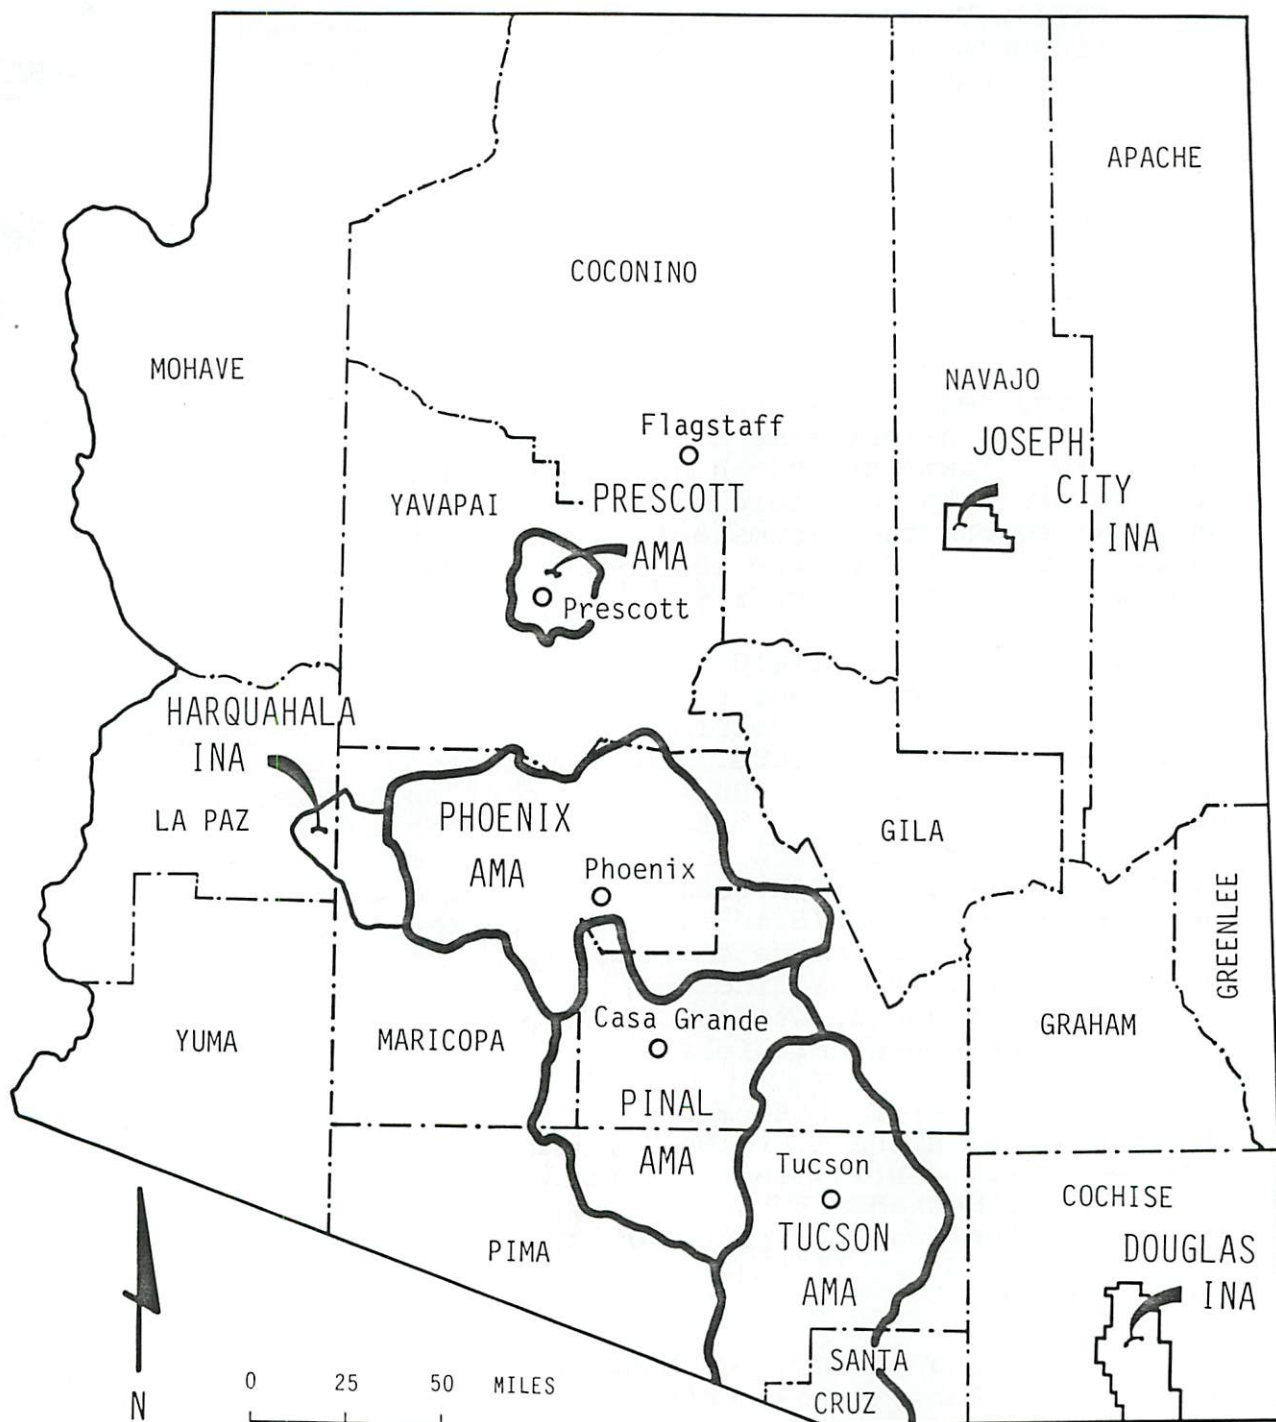 APACHE
COCONINO
MOHAVE
NAVAJO
Flagstaff
JOSEPH
CITY
INA
YAVAPAI
PRESCOTT
AMA
Prescott
HARQUAHALA
INA
LA PAZ
PHOENIX
AMA
Phoenix
GILA
GREENLEE
YUMA
MARICOPA
Casa Grande
GRAHAM
PINAL
AMA
Tucson
TUCSON
AMA
COCHISE
DOUGLAS
INA
PIMA
SANTA
CRUZ
N
0 25 50 MILES